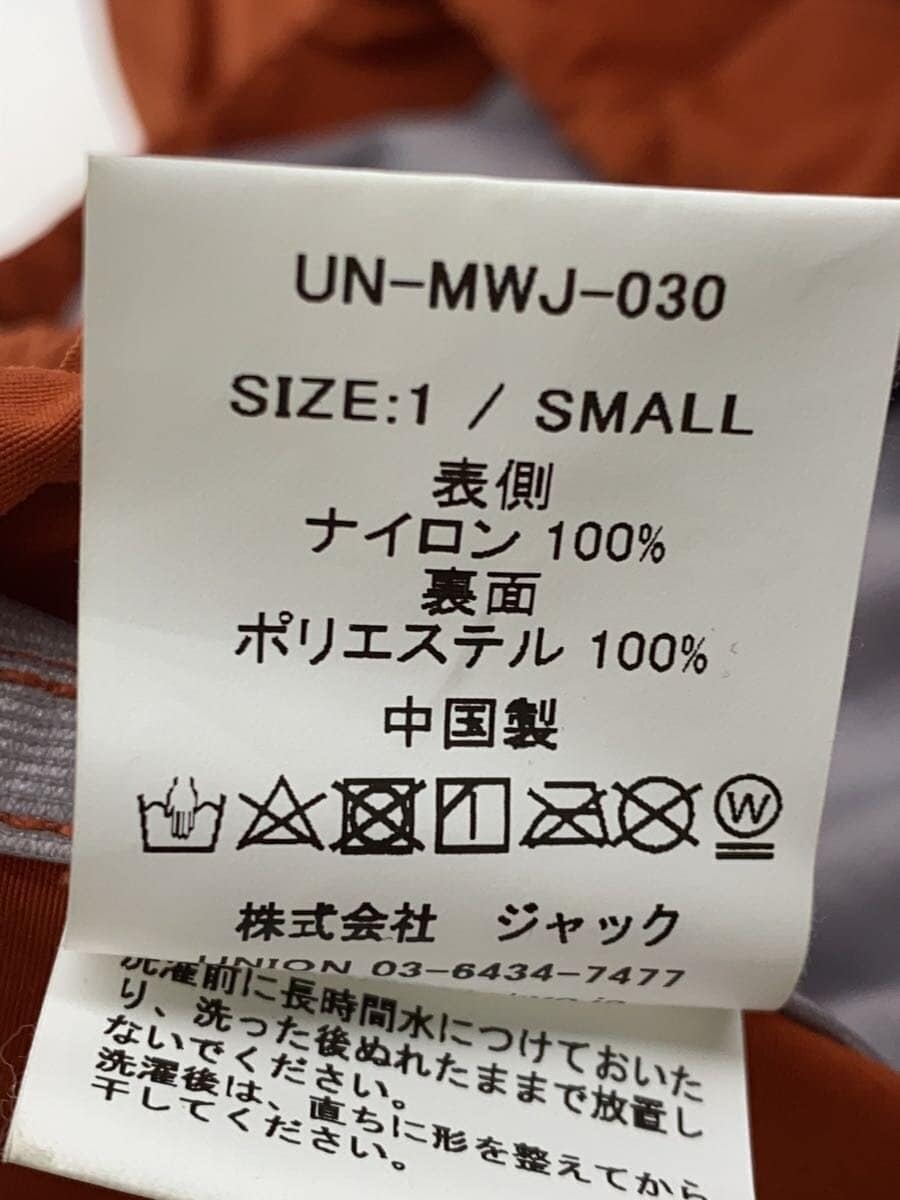 UN-MWJ-030
SIZE:1 / SMALL
表側
ナイロン 100%
裏面
ポリエステル 100%
中国製
W
株式会社 ジャック
UNION 03-6434-7477
洗濯前に長時間水につけておいた
り、洗った後ぬれたままで放置し
ないでください。
洗濯後は、直ちに形を整えてから
干してください。